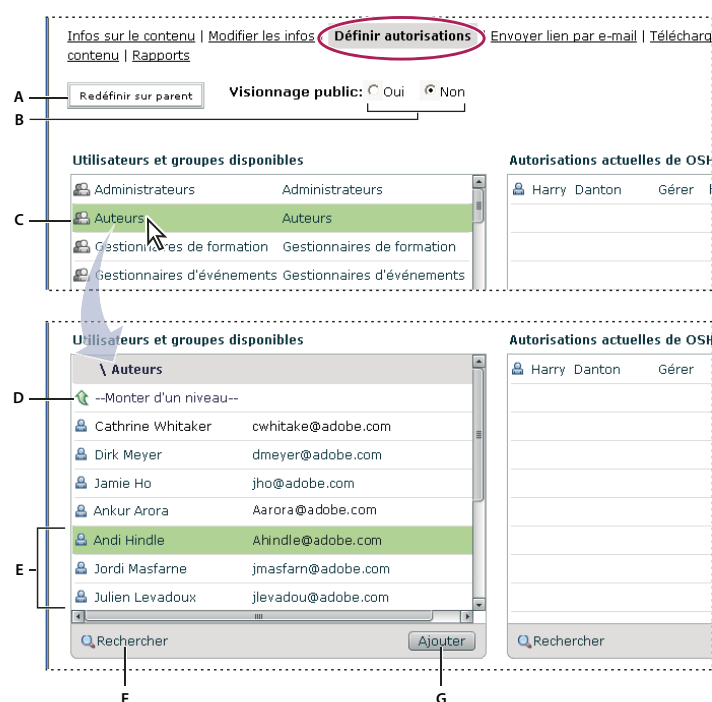 Infos sur le contenu | Modifier les infos | Définir autorisations | Envoyer lien par e-mail |
contenu | Rapports
A
Redéfinir sur parent
Visionnage public: Oui Non
B
Utilisateurs et groupes disponibles
Autorisations actuelles de
Administrateurs Administrateurs
Harry Danton Gérer
C
Auteurs Auteurs
Gestionnaires de formation Gestionnaires de formation
Gestionnaires d'événements Gestionnaires d'événements
Utilisateurs et groupes disponibles
Autorisations actuelles de
\ Auteurs
Harry Danton Gérer
D
--Monter d'un niveau--
Cathrine Whitaker cwhitake@adobe.com
Dirk Meyer dmeyer@adobe.com
Jamie Ho jho@adobe.com
Ankur Arora Aarora@adobe.com
Andi Hindle Ahindle@adobe.com
E
Jordi Masfarne jmasfarn@adobe.com
Julien Levadoux jlevadou@adobe.com
Rechercher
Ajouter
Rechercher
F
G